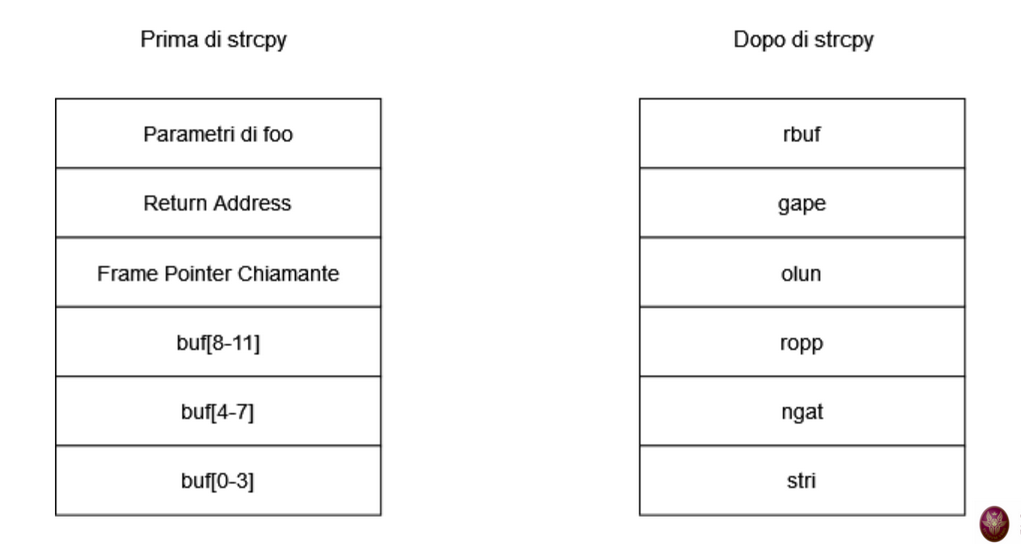 Prima di strcpy
Dopo di strcpy
Parametri di foo
rbuf
Return Address
gape
Frame Pointer Chiamante
olun
buf[8-11]
ropp
buf[4-7]
ngat
buf[0-3]
stri